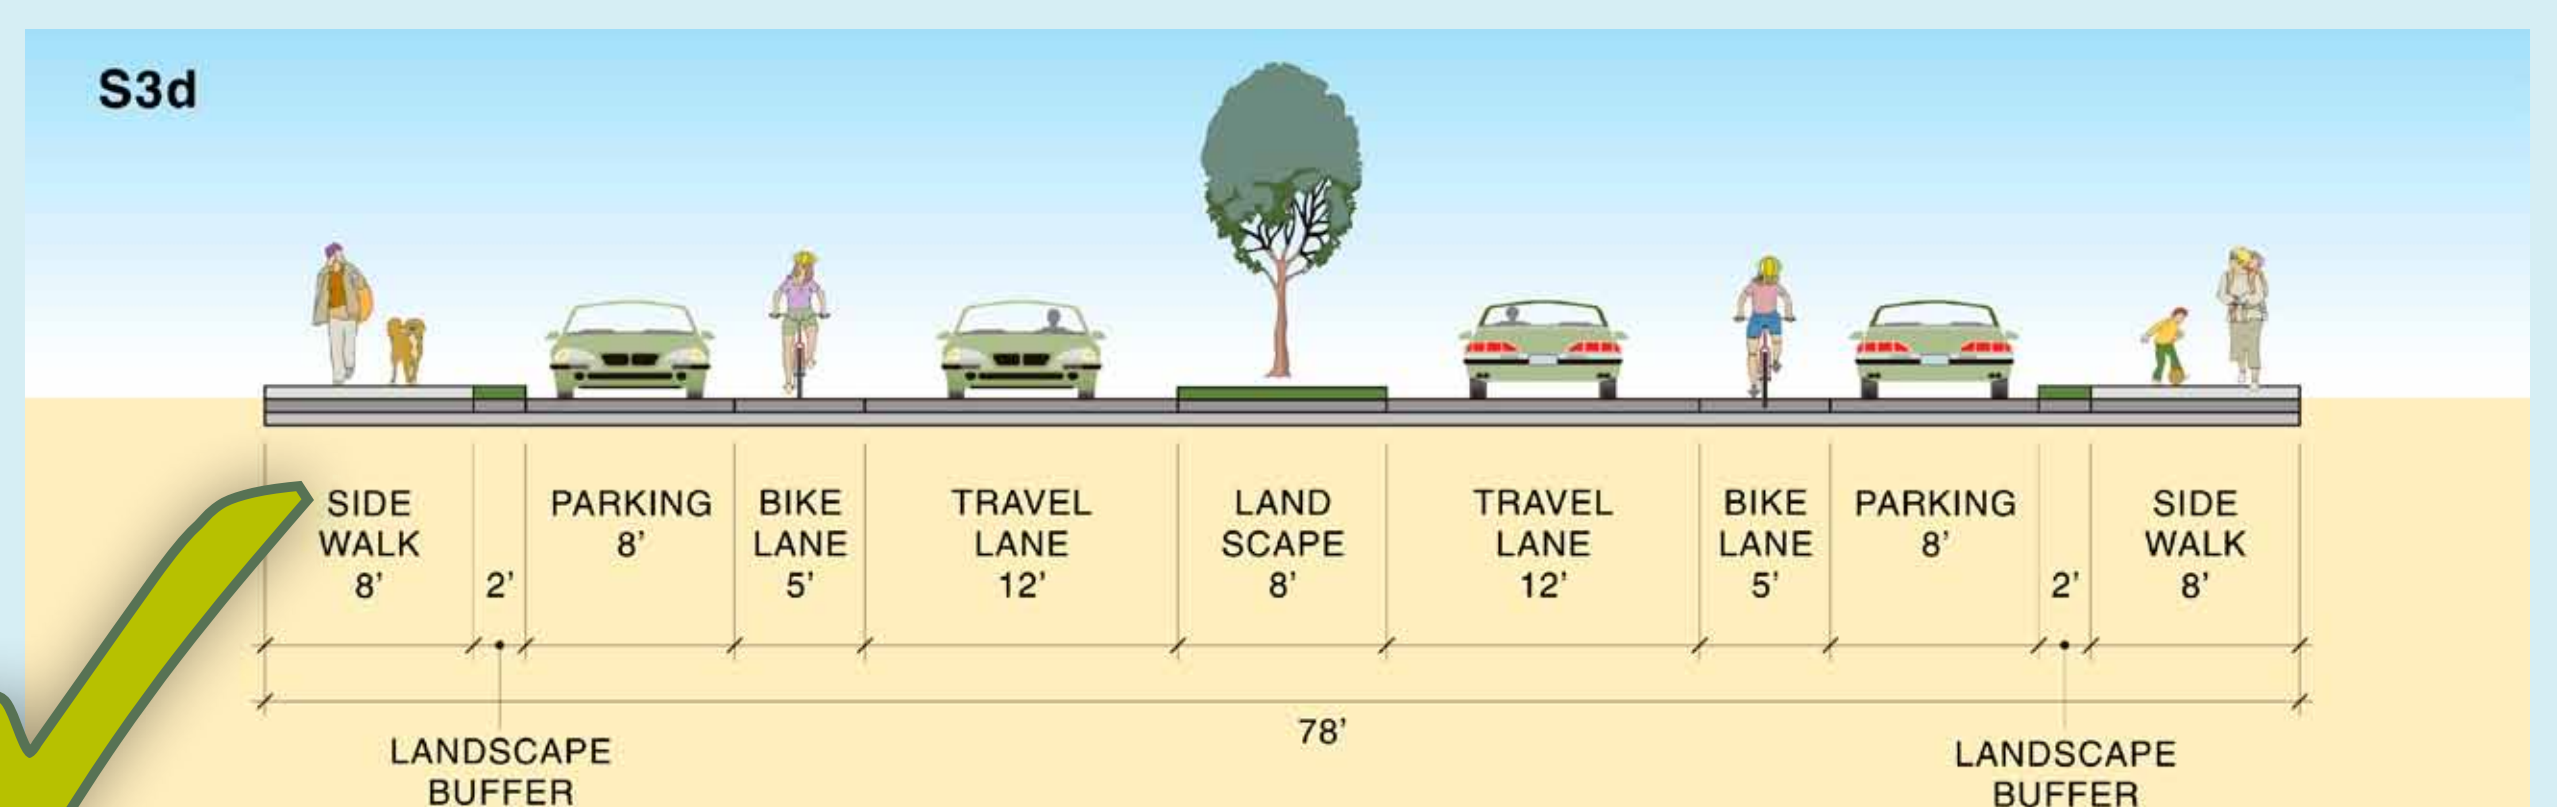 S3d
SIDE
WALK
8’
2’
PARKING
8’
BIKE
LANE
5’
TRAVEL
LANE
12’
LAND
SCAPE
8’
TRAVEL
LANE
12’
BIKE
LANE
5’
PARKING
8’
2’
SIDE
WALK
8’
78’
LANDSCAPE
BUFFER
LANDSCAPE
BUFFER